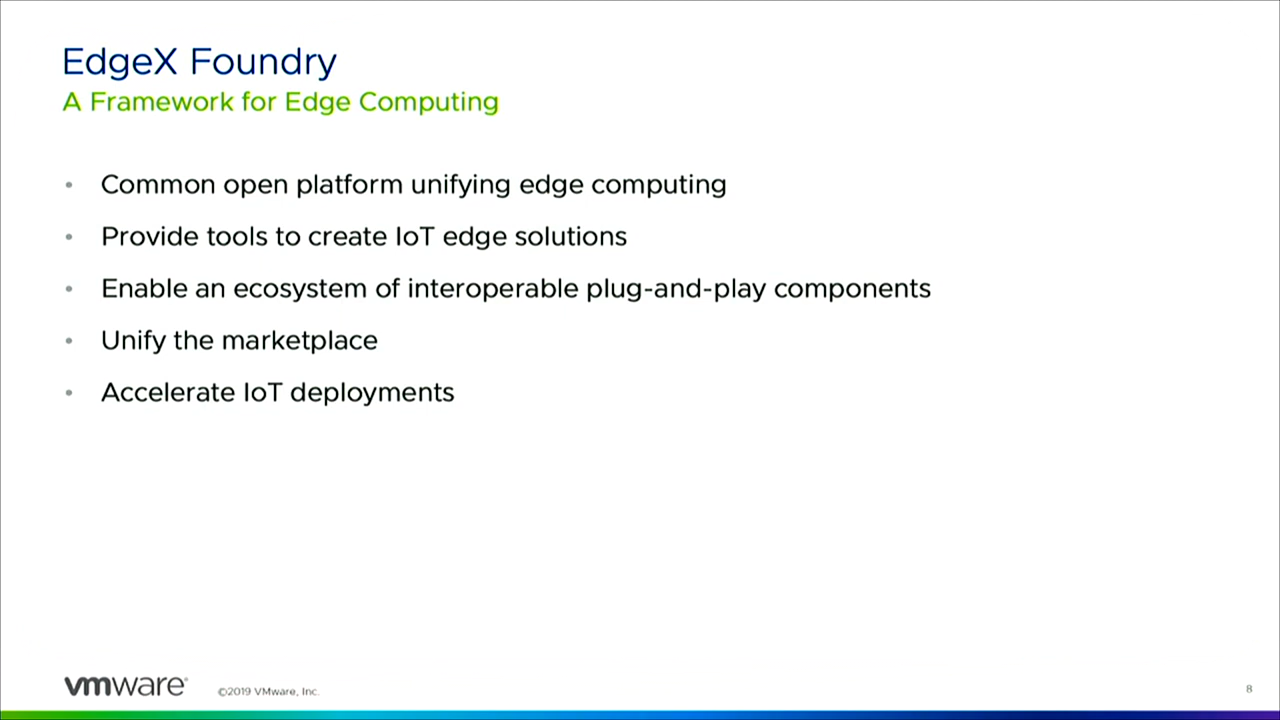 EdgeX Foundry
A Framework for Edge Computing
• Common open platform unifying edge computing
• Provide tools to create IoT edge solutions
• Enable an ecosystem of interoperable plug-and-play components
• Unify the marketplace
• Accelerate IoT deployments
vmware®
©2019 VMware, Inc.
8